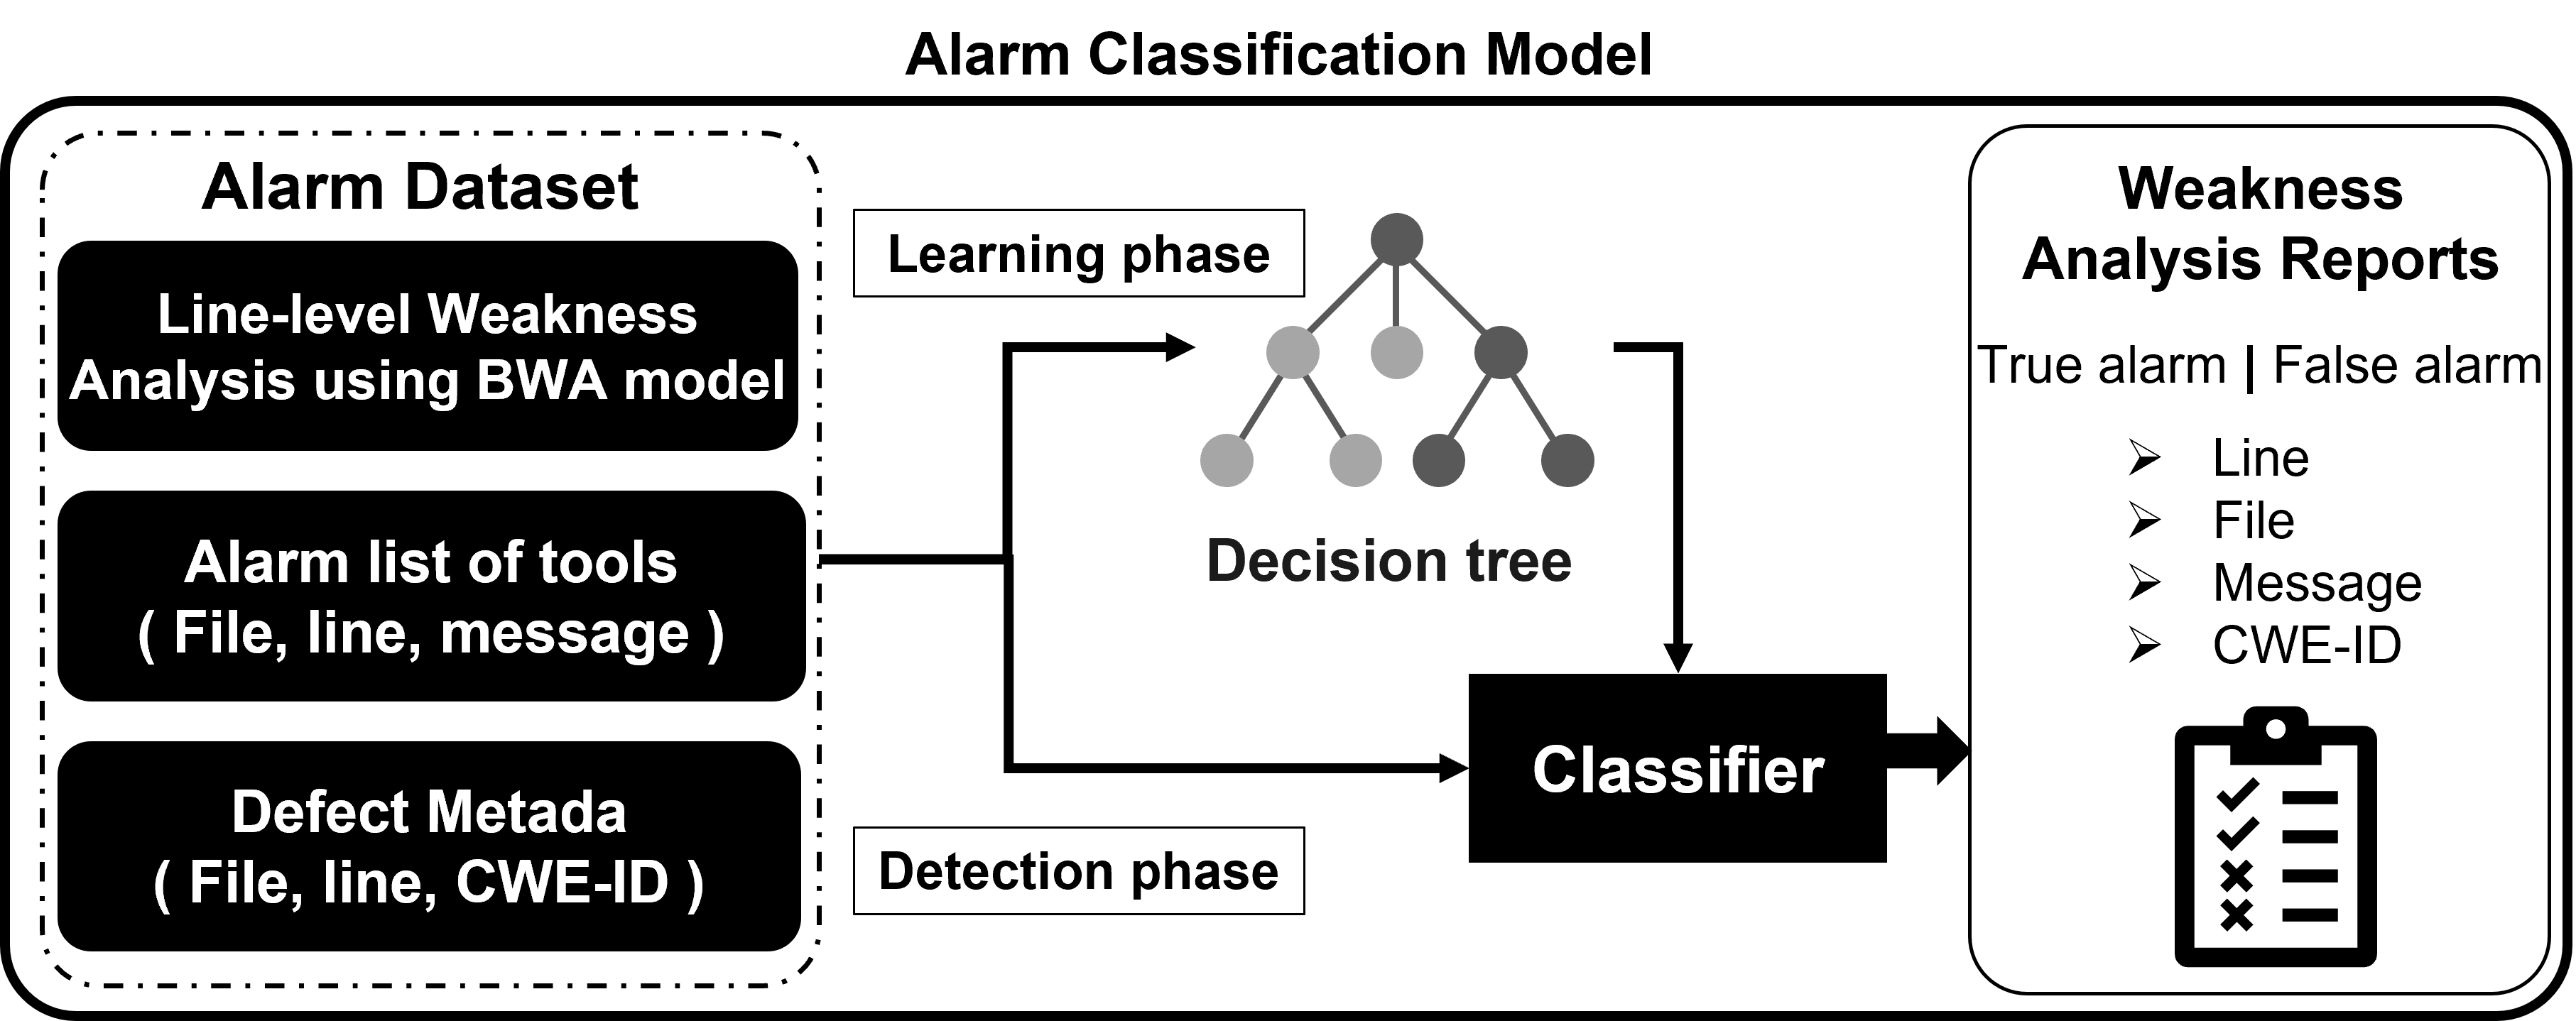 Alarm Classification Model
Alarm Dataset
Line-level Weakness
Analysis using BWA model
Alarm list of tools
( File, line, message )
Defect Metada
( File, line, CWE-ID )
Learning phase
Decision tree
Detection phase
Classifier
Weakness
Analysis Reports
True alarm | False alarm
Line
File
Message
CWE-ID